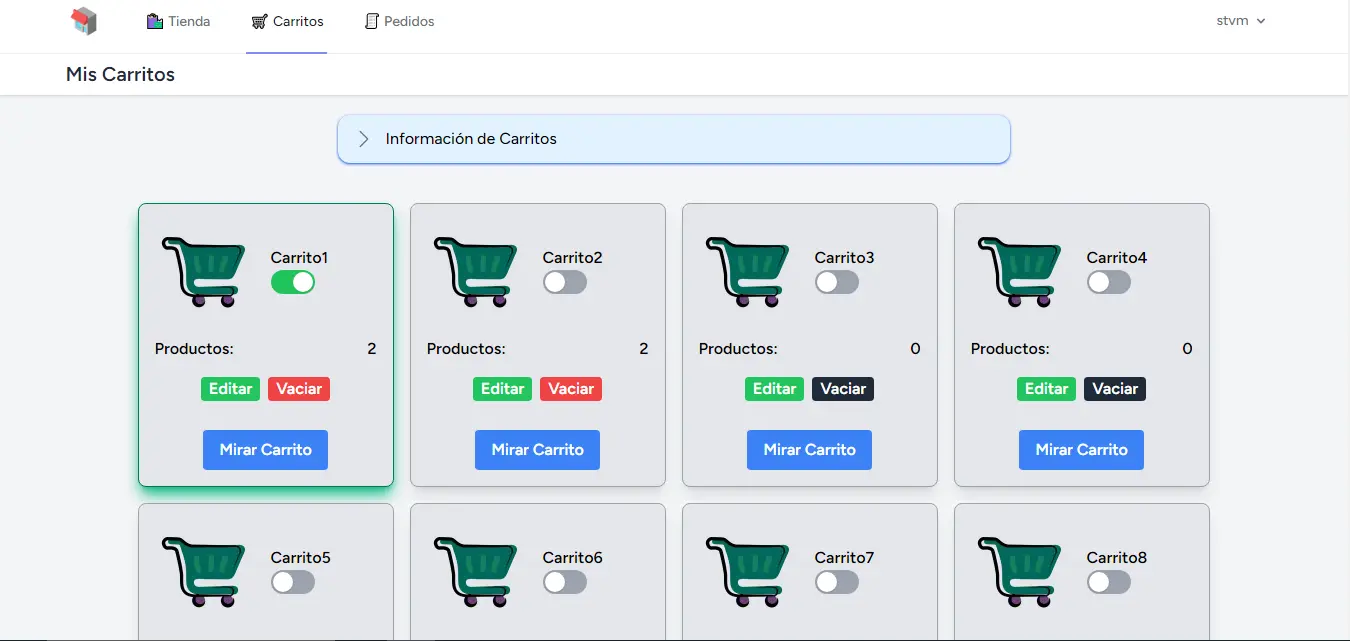 Tienda Carritos Pedidos stvm
Mis Carritos
Información de Carritos
Carrito1 Carrito2 Carrito3 Carrito4
Productos: 2 Productos: 2 Productos: 0 Productos: 0
Editar Vaciar Editar Vaciar Editar Vaciar Editar Vaciar
Mirar Carrito Mirar Carrito Mirar Carrito Mirar Carrito
Carrito5 Carrito6 Carrito7 Carrito8